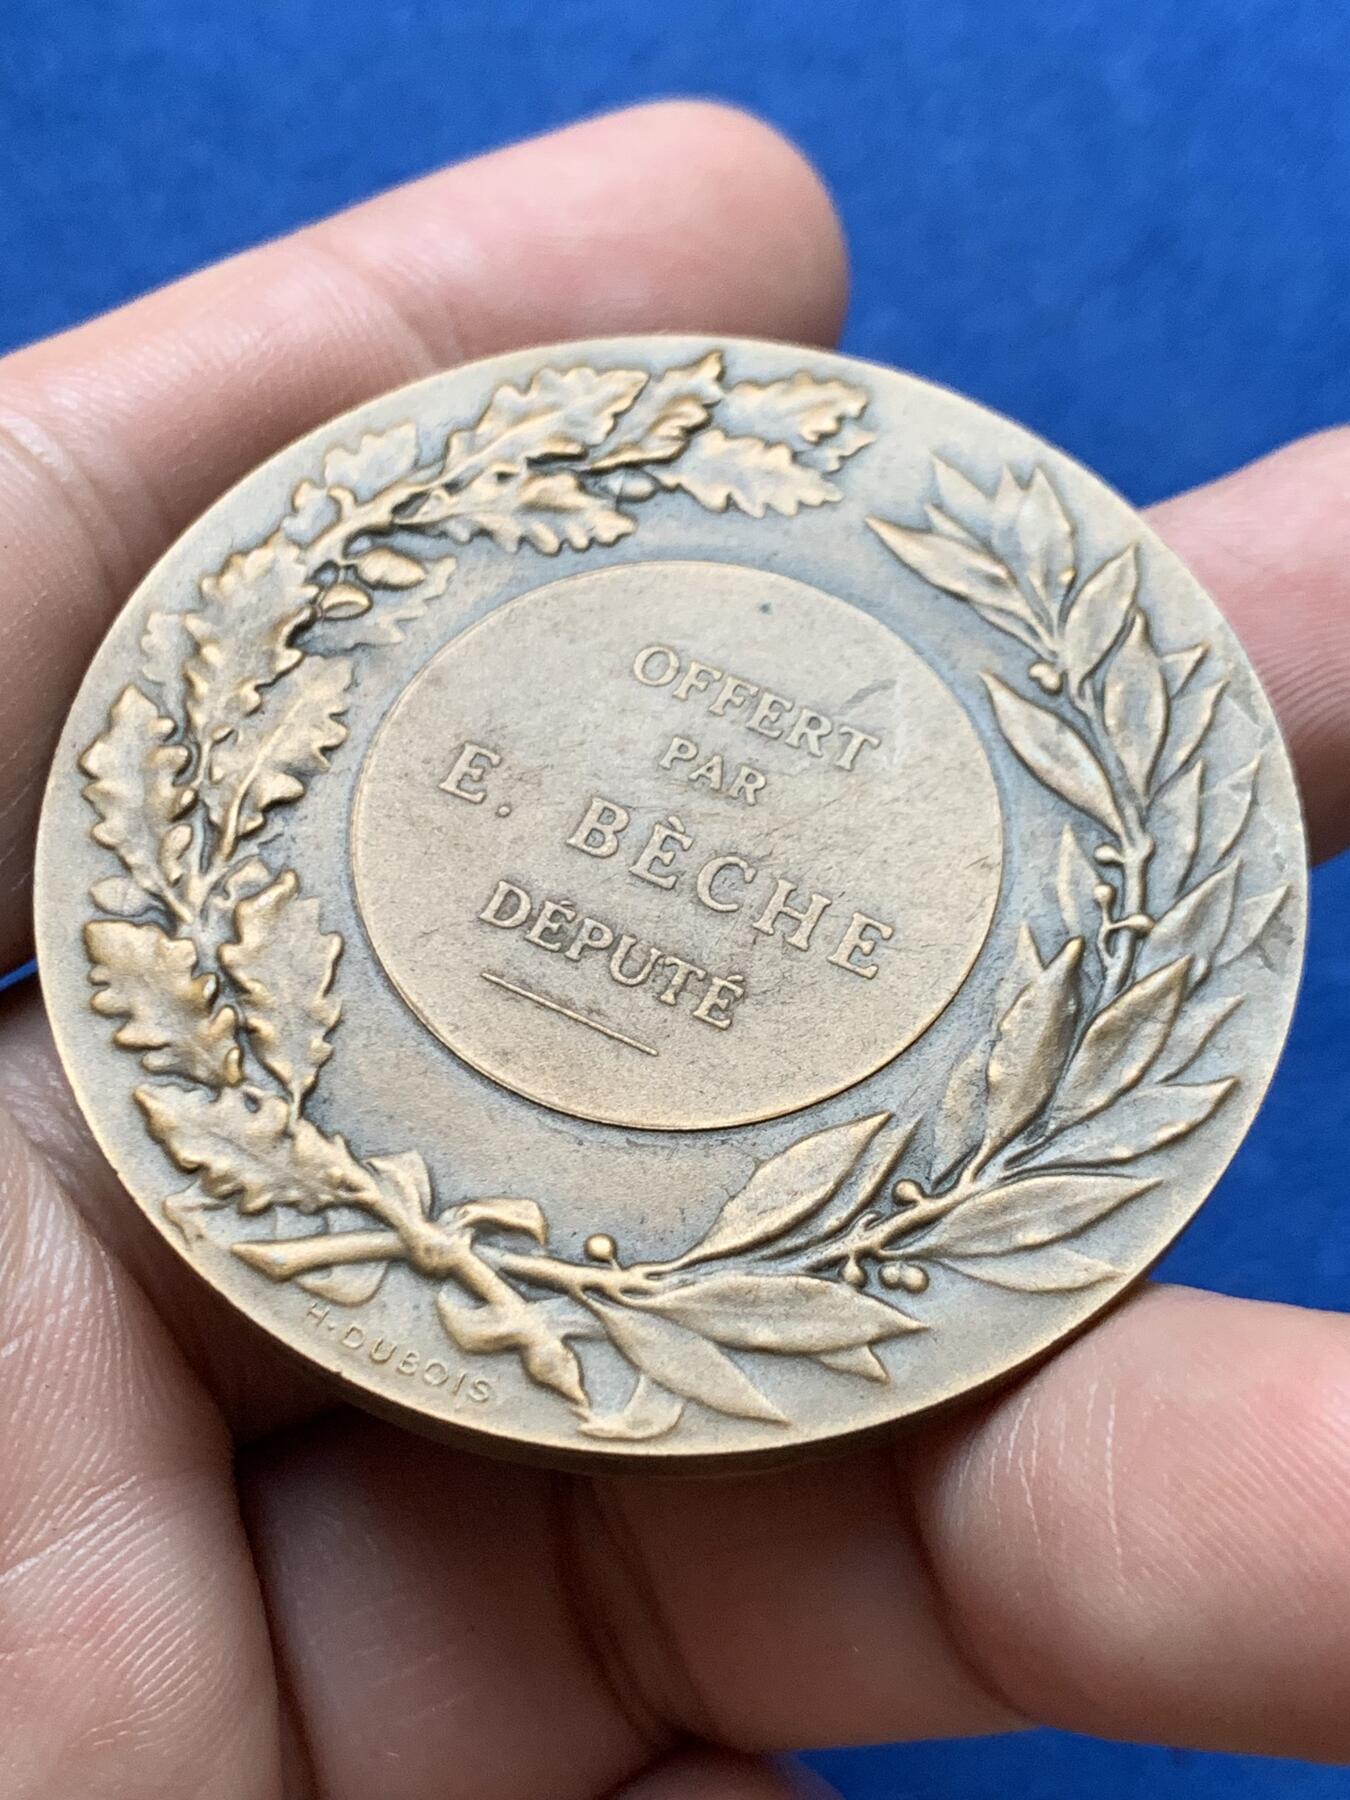 OFFERT
PAR
E. BÈCHE
DÉPUTÉ
H. DUBOIS